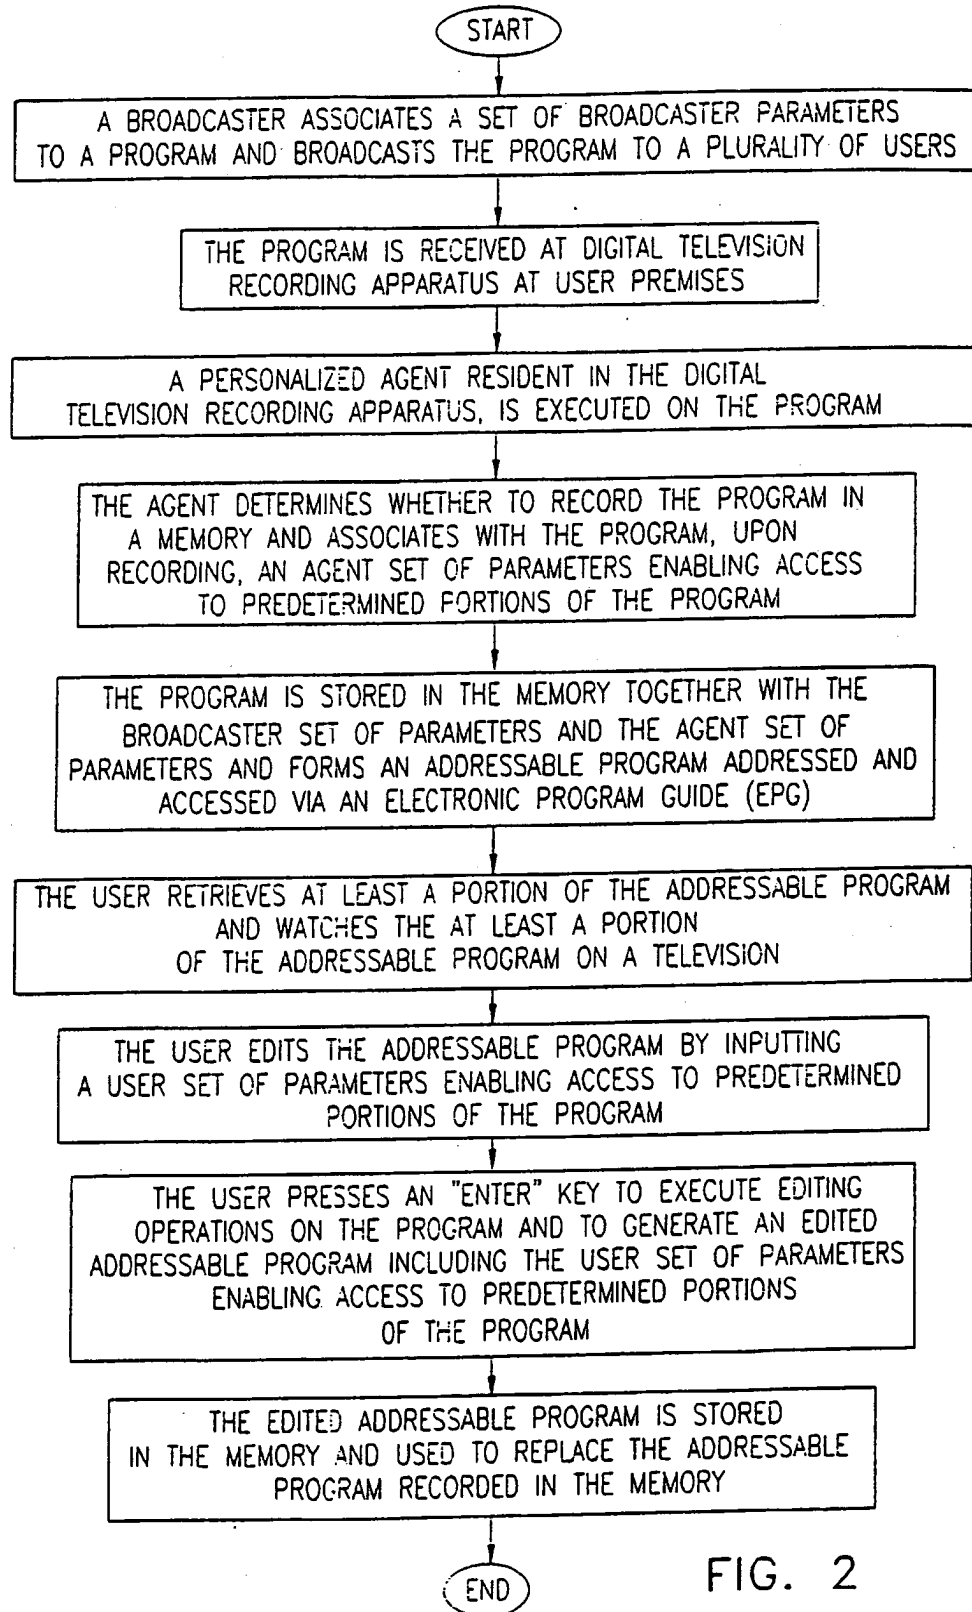 START
A BROADCASTER ASSOCIATES A SET OF BROADCASTER PARAMETERS
TO A PROGRAM AND BROADCASTS THE PROGRAM TO A PLURALITY OF USERS
THE PROGRAM IS RECEIVED AT DIGITAL TELEVISION
RECORDING APPARATUS AT USER PREMISES
A PERSONALIZED AGENT RESIDENT IN THE DIGITAL
TELEVISION RECORDING APPARATUS, IS EXECUTED ON THE PROGRAM
THE AGENT DETERMINES WHETHER TO RECORD THE PROGRAM IN
A MEMORY AND ASSOCIATES WITH THE PROGRAM, UPON
RECORDING, AN AGENT SET OF PARAMETERS ENABLING ACCESS
TO PREDETERMINED PORTIONS OF THE PROGRAM
THE PROGRAM IS STORED IN THE MEMORY TOGETHER WITH THE
BROADCASTER SET OF PARAMETERS AND THE AGENT SET OF
PARAMETERS AND FORMS AN ADDRESSABLE PROGRAM ADDRESSED AND
ACCESSED VIA AN ELECTRONIC PROGRAM GUIDE (EPG)
THE USER RETRIEVES AT LEAST A PORTION OF THE ADDRESSABLE PROGRAM
AND WATCHES THE AT LEAST A PORTION
OF THE ADDRESSABLE PROGRAM ON A TELEVISION
THE USER EDITS THE ADDRESSABLE PROGRAM BY INPUTTING
A USER SET OF PARAMETERS ENABLING ACCESS TO PREDETERMINED
PORTIONS OF THE PROGRAM
THE USER PRESSES AN "ENTER" KEY TO EXECUTE EDITING
OPERATIONS ON THE PROGRAM AND TO GENERATE AN EDITED
ADDRESSABLE PROGRAM INCLUDING THE USER SET OF PARAMETERS
ENABLING ACCESS TO PREDETERMINED PORTIONS
OF THE PROGRAM
THE EDITED ADDRESSABLE PROGRAM IS STORED
IN THE MEMORY AND USED TO REPLACE THE ADDRESSABLE
PROGRAM RECORDED IN THE MEMORY
END
FIG. 2